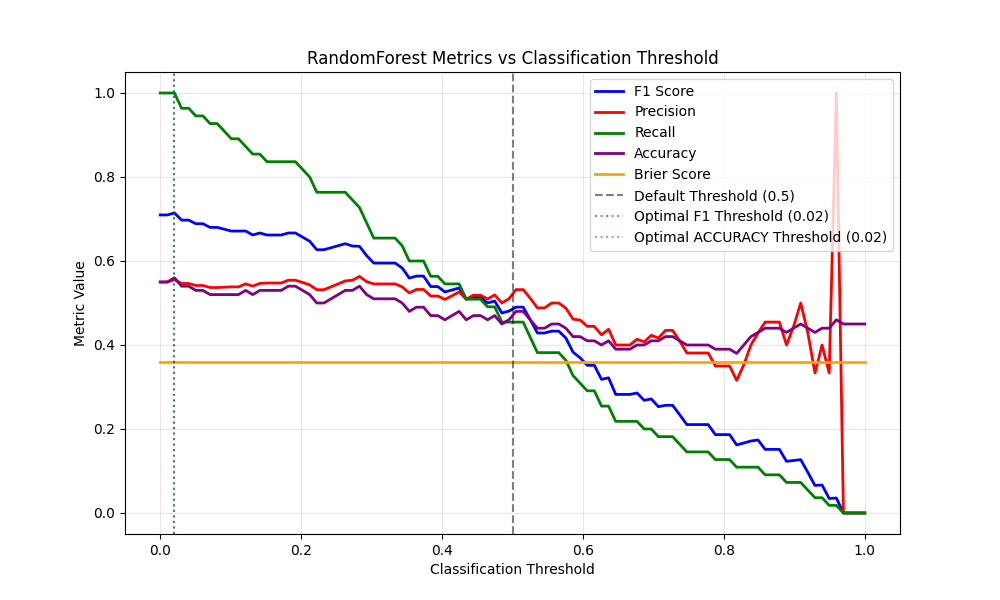 RandomForest Metrics vs Classification Threshold
1.0
0.8
0.6
0.4
0.2
0.0
Metric Value
F1 Score
Precision
Recall
Accuracy
Brier Score
Default Threshold (0.5)
Optimal F1 Threshold (0.02)
Optimal ACCURACY Threshold (0.02)
0.0 0.2 0.4 0.6 0.8 1.0
Classification Threshold